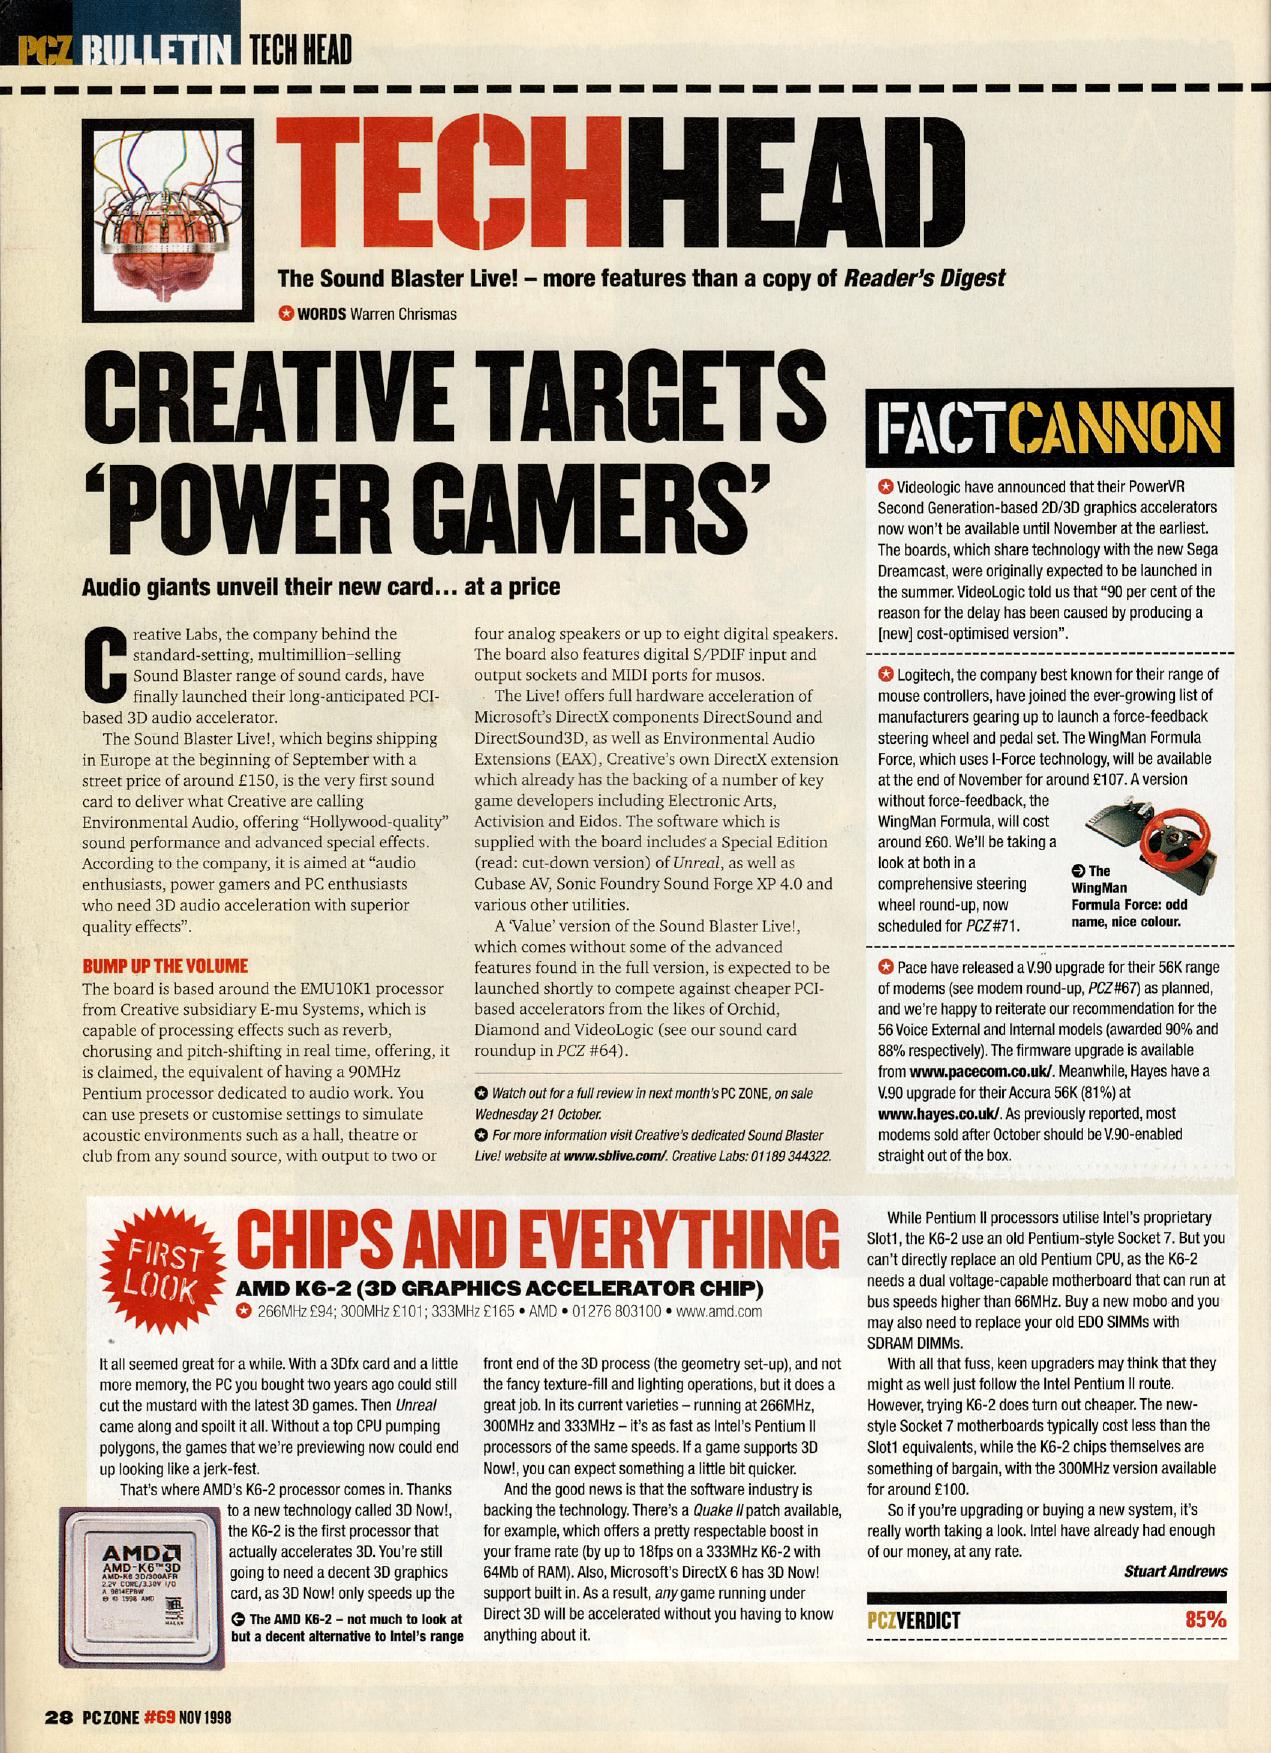 PCZ BULLETIN TECH HEAD
TECHHEAD
The Sound Blaster Live! – more features than a copy of Reader's Digest
WORDS Warren Chrismas
CREATIVE TARGETS
'POWER GAMERS'
Audio giants unveil their new card... at a price
Creative Labs, the company behind the
standard-setting, multimillion–selling
Sound Blaster range of sound cards, have
finally launched their long-anticipated PCI-
based 3D audio accelerator.
The Sound Blaster Live!, which begins shipping
in Europe at the beginning of September with a
street price of around £150, is the very first sound
card to deliver what Creative are calling
Environmental Audio, offering "Hollywood-quality"
sound performance and advanced special effects.
According to the company, it is aimed at "audio
enthusiasts, power gamers and PC enthusiasts
who need 3D audio acceleration with superior
quality effects".
BUMP UP THE VOLUME
The board is based around the EMU10K1 processor
from Creative subsidiary E-mu Systems, which is
capable of processing effects such as reverb,
chorusing and pitch-shifting in real time, offering, it
is claimed, the equivalent of having a 90MHz
Pentium processor dedicated to audio work. You
can use presets or customise settings to simulate
acoustic environments such as a hall, theatre or
club from any sound source, with output to two or
four analog speakers or up to eight digital speakers.
The board also features digital S/PDIF input and
output sockets and MIDI ports for musos.
The Live! offers full hardware acceleration of
Microsoft's DirectX components DirectSound and
DirectSound3D, as well as Environmental Audio
Extensions (EAX), Creative's own DirectX extension
which already has the backing of a number of key
game developers including Electronic Arts,
Activision and Eidos. The software which is
supplied with the board includes a Special Edition
(read: cut-down version) of Unreal, as well as
Cubase AV, Sonic Foundry Sound Forge XP 4.0 and
various other utilities.
A 'Value' version of the Sound Blaster Live!,
which comes without some of the advanced
features found in the full version, is expected to be
launched shortly to compete against cheaper PCI-
based accelerators from the likes of Orchid,
Diamond and VideoLogic (see our sound card
roundup in PCZ #64).
Watch out for a full review in next month's PC ZONE, on sale
Wednesday 21 October.
For more information visit Creative's dedicated Sound Blaster
Live! website at www.sblive.com/. Creative Labs: 01189 344322.
FACTCANNON
Videologic have announced that their PowerVR
Second Generation-based 2D/3D graphics accelerators
now won't be available until November at the earliest.
The boards, which share technology with the new Sega
Dreamcast, were originally expected to be launched in
the summer. VideoLogic told us that "90 per cent of the
reason for the delay has been caused by producing a
[new] cost-optimised version".
Logitech, the company best known for their range of
mouse controllers, have joined the ever-growing list of
manufacturers gearing up to launch a force-feedback
steering wheel and pedal set. The WingMan Formula
Force, which uses I-Force technology, will be available
at the end of November for around £107. A version
without force-feedback, the
WingMan Formula, will cost
around £60. We'll be taking a
look at both in a
comprehensive steering
wheel round-up, now
scheduled for PCZ #71.
The
WingMan
Formula Force: odd
name, nice colour.
Pace have released a V.90 upgrade for their 56K range
of modems (see modem round-up, PCZ #67) as planned,
and we're happy to reiterate our recommendation for the
56 Voice External and Internal models (awarded 90% and
88% respectively). The firmware upgrade is available
from www.pacecom.co.uk/. Meanwhile, Hayes have a
V.90 upgrade for their Accura 56K (81%) at
www.hayes.co.uk/. As previously reported, most
modems sold after October should be V.90-enabled
straight out of the box.
FIRST
LOOK
CHIPS AND EVERYTHING
AMD K6-2 (3D GRAPHICS ACCELERATOR CHIP)
266MHz £94; 300MHz £101; 333MHz £165 • AMD • 01276 803100 • www.amd.com
It all seemed great for a while. With a 3Dfx card and a little
more memory, the PC you bought two years ago could still
cut the mustard with the latest 3D games. Then Unreal
came along and spoilt it all. Without a top CPU pumping
polygons, the games that we're previewing now could end
up looking like a jerk-fest.
That's where AMD's K6-2 processor comes in. Thanks
to a new technology called 3D Now!,
the K6-2 is the first processor that
actually accelerates 3D. You're still
going to need a decent 3D graphics
card, as 3D Now! only speeds up the
AMD
AMD-K6™3D
AMD-K6 3D/300AFR
2.2V CORE/3.30V I/O
A 9814EPBW
© 1998 AMD
The AMD K6-2 – not much to look at
but a decent alternative to Intel's range
front end of the 3D process (the geometry set-up), and not
the fancy texture-fill and lighting operations, but it does a
great job. In its current varieties – running at 266MHz,
300MHz and 333MHz – it's as fast as Intel's Pentium II
processors of the same speeds. If a game supports 3D
Now!, you can expect something a little bit quicker.
And the good news is that the software industry is
backing the technology. There's a Quake II patch available,
for example, which offers a pretty respectable boost in
your frame rate (by up to 18fps on a 333MHz K6-2 with
64Mb of RAM). Also, Microsoft's DirectX 6 has 3D Now!
support built in. As a result, any game running under
Direct 3D will be accelerated without you having to know
anything about it.
While Pentium II processors utilise Intel's proprietary
Slot1, the K6-2 use an old Pentium-style Socket 7. But you
can't directly replace an old Pentium CPU, as the K6-2
needs a dual voltage-capable motherboard that can run at
bus speeds higher than 66MHz. Buy a new mobo and you
may also need to replace your old EDO SIMMs with
SDRAM DIMMs.
With all that fuss, keen upgraders may think that they
might as well just follow the Intel Pentium II route.
However, trying K6-2 does turn out cheaper. The new-
style Socket 7 motherboards typically cost less than the
Slot1 equivalents, while the K6-2 chips themselves are
something of bargain, with the 300MHz version available
for around £100.
So if you're upgrading or buying a new system, it's
really worth taking a look. Intel have already had enough
of our money, at any rate.
Stuart Andrews
PCZVERDICT 85%
28 PC ZONE #69 NOV 1998